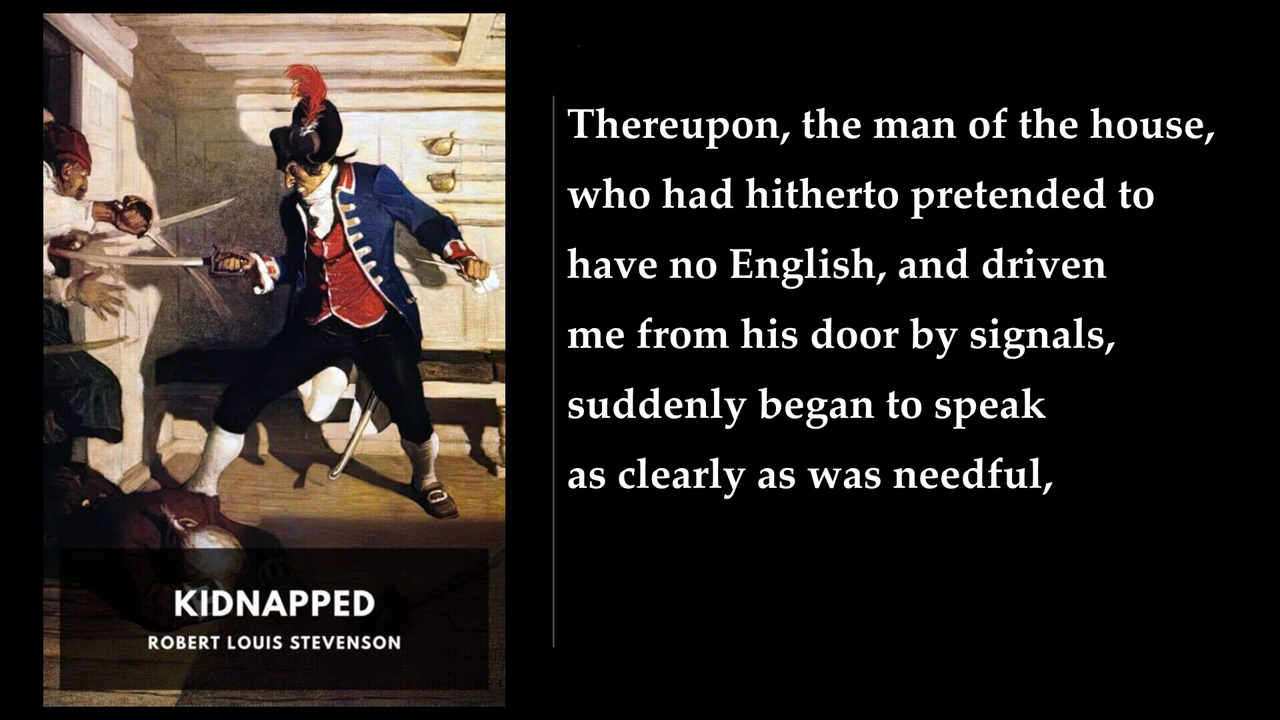 KIDNAPPED
ROBERT LOUIS STEVENSON
Thereupon, the man of the house,
who had hitherto pretended to
have no English, and driven
me from his door by signals,
suddenly began to speak
as clearly as was needful,